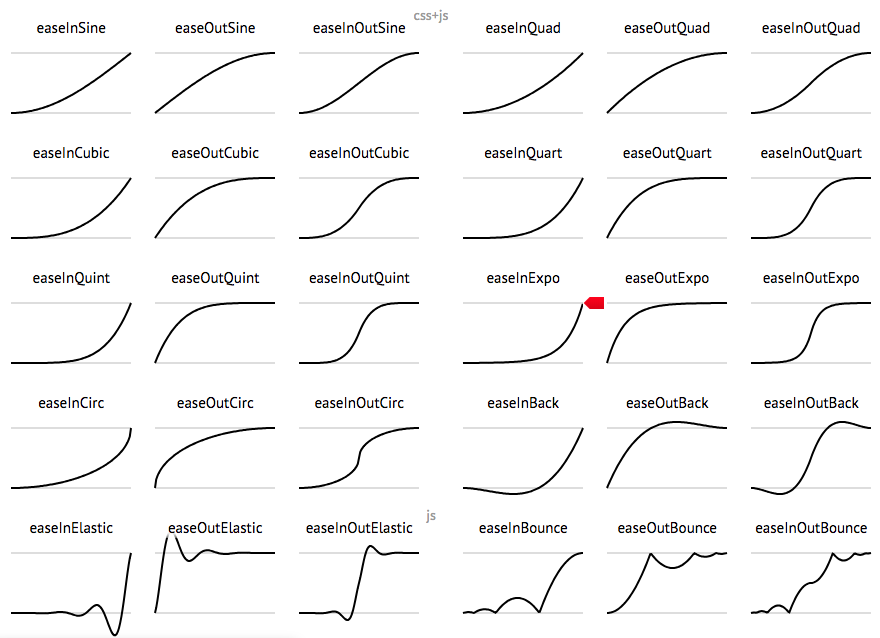 css+js
easeInSine easeOutSine easeInOutSine easeInQuad easeOutQuad easeInOutQuad
easeInCubic easeOutCubic easeInOutCubic easeInQuart easeOutQuart easeInOutQuart
easeInQuint easeOutQuint easeInOutQuint easeInExpo easeOutExpo easeInOutExpo
easeInCirc easeOutCirc easeInOutCirc easeInBack easeOutBack easeInOutBack
js
easeInElastic easeOutElastic easeInOutElastic easeInBounce easeOutBounce easeInOutBounce